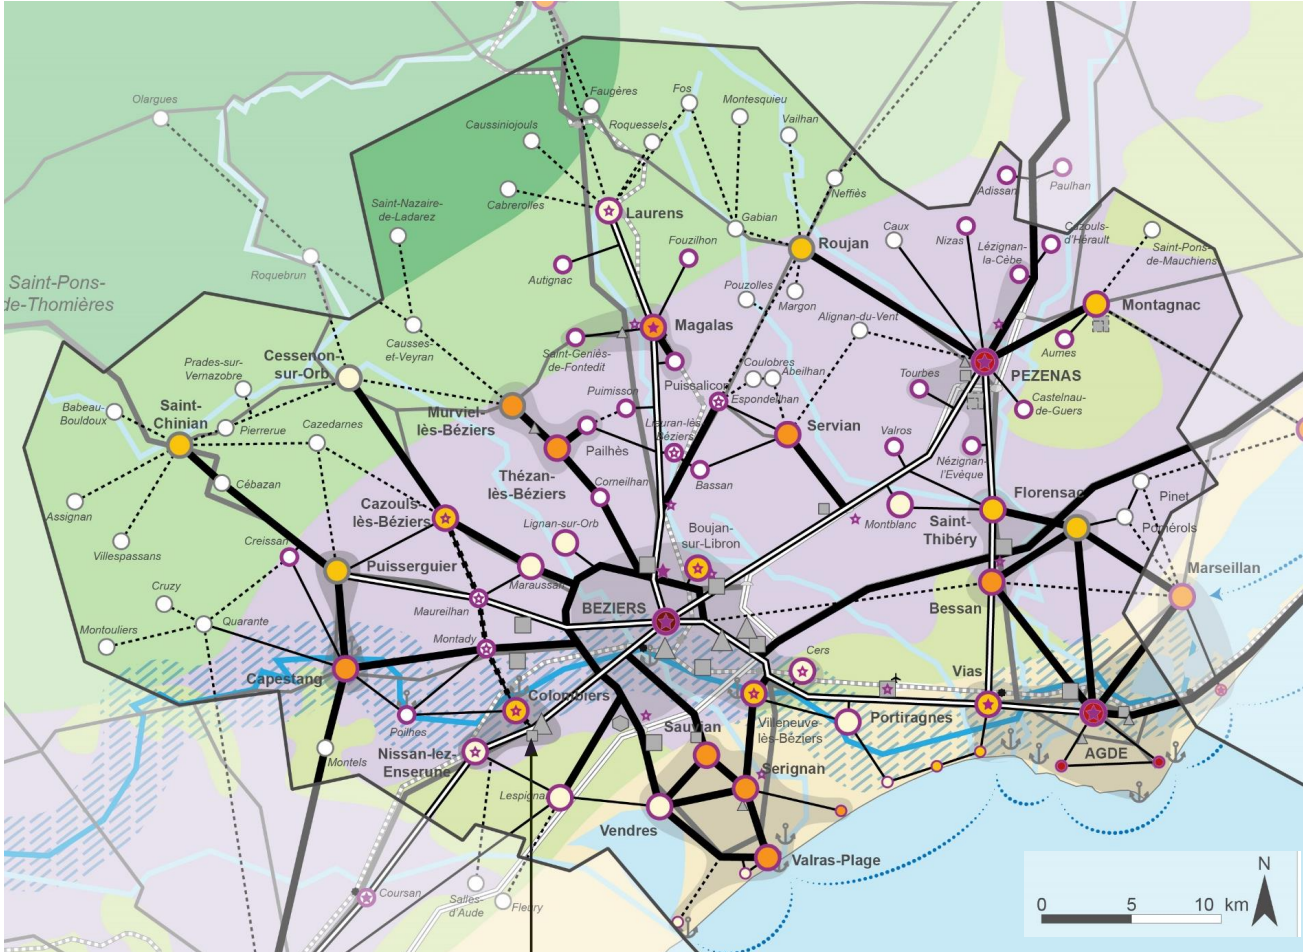 Olargues
Faugères
Fos
Montesquieu
Vailhan
Caussiniojouls
Roquessels
Neffiès
Adissan
Paulhan
Cabrerolles
Laurens
Saint-Nazaire-
de-Ladarez
Gabian
Roujan
Caux
Nizas
Cazouls-
d'Hérault
Lézignan-
la-Cèbe
Saint-Pons-
de-Mauchiens
Fouzilhon
Roquebrun
Autignac
Saint-Pons-
de-Thomières
Pouzolles
Margon
Montagnac
Alignan-du-Vent
Magalas
Causses-
et-Veyran
Saint-Geniès-
de-Fontedit
Aumes
Cessenon-
sur-Orb
Prades-sur-
Vernazobre
Coulobres
Abeilhan
Tourbes
PEZENAS
Puimisson
Puissalicon
Espondeilhan
Castelnau-
de-Guers
Babeau-
Bouldoux
Saint-
Chinian
Pierrerue
Cazedarnes
Murviel-
lès-Béziers
Lieuran-lès
Béziers
Servian
Valros
Pailhès
Nézignan-
l'Evéque
Cébazan
Thézan-
lès-Béziers
Bassan
Corneilhan
Florensac
Pinet
Assignan
Cazouls-
lès-Béziers
Lignan-sur-Orb
Boujan-
sur-Libron
Montblanc
Saint-
Thibéry
Pomérols
Villespassans
Creissan
Puisserguier
Maraussan
Marseillan
Cruzy
Maureilhan
BEZIERS
Bessan
Quarante
Montouliers
Montady
Cers
Vias
Capestang
Colombiers
Poilhes
Sauvian
Villeneuve
lès-Béziers
Portiragnes
Montels
Nissan-lez-
Enserune
Serignan
AGDE
Lespignan
Vendres
Valras-Plage
Coursan
Salles-
d'Aude
Fleury
N
0 5 10 km